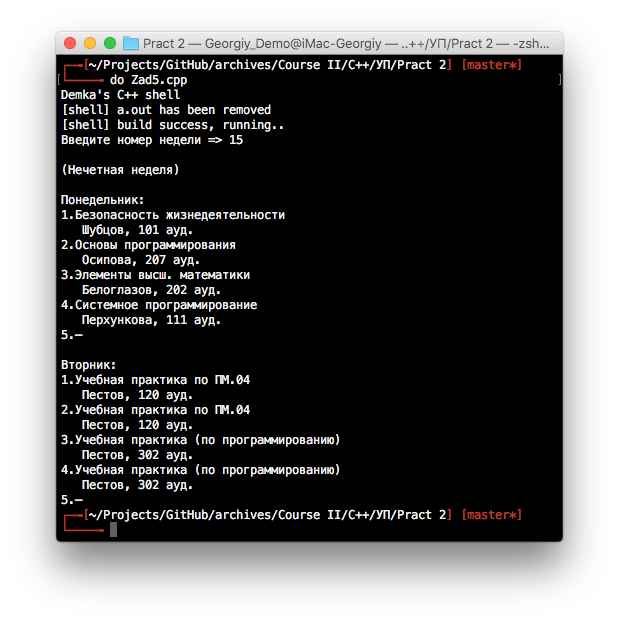 Pract 2 — Georgiy_Demo@iMac-Georgiy — ..++/УП/Pract 2 — -zsh...
[~/Projects/GitHub/archives/Course II/C++/УП/Pract 2] [master*]
do Zad5.cpp
Demka's C++ shell
[shell] a.out has been removed
[shell] build success, running..
Введите номер недели => 15
(Нечетная неделя)
Понедельник:
1.Безопасность жизнедеятельности
Шубцов, 101 ауд.
2.Основы программирования
Осипова, 207 ауд.
3.Элементы высш. математики
Белоглазов, 202 ауд.
4.Системное программирование
Перхункова, 111 ауд.
5.—
Вторник:
1.Учебная практика по ПМ.04
Пестов, 120 ауд.
2.Учебная практика по ПМ.04
Пестов, 120 ауд.
3.Учебная практика (по программированию)
Пестов, 302 ауд.
4.Учебная практика (по программированию)
Пестов, 302 ауд.
5.—
[~/Projects/GitHub/archives/Course II/C++/УП/Pract 2] [master*]